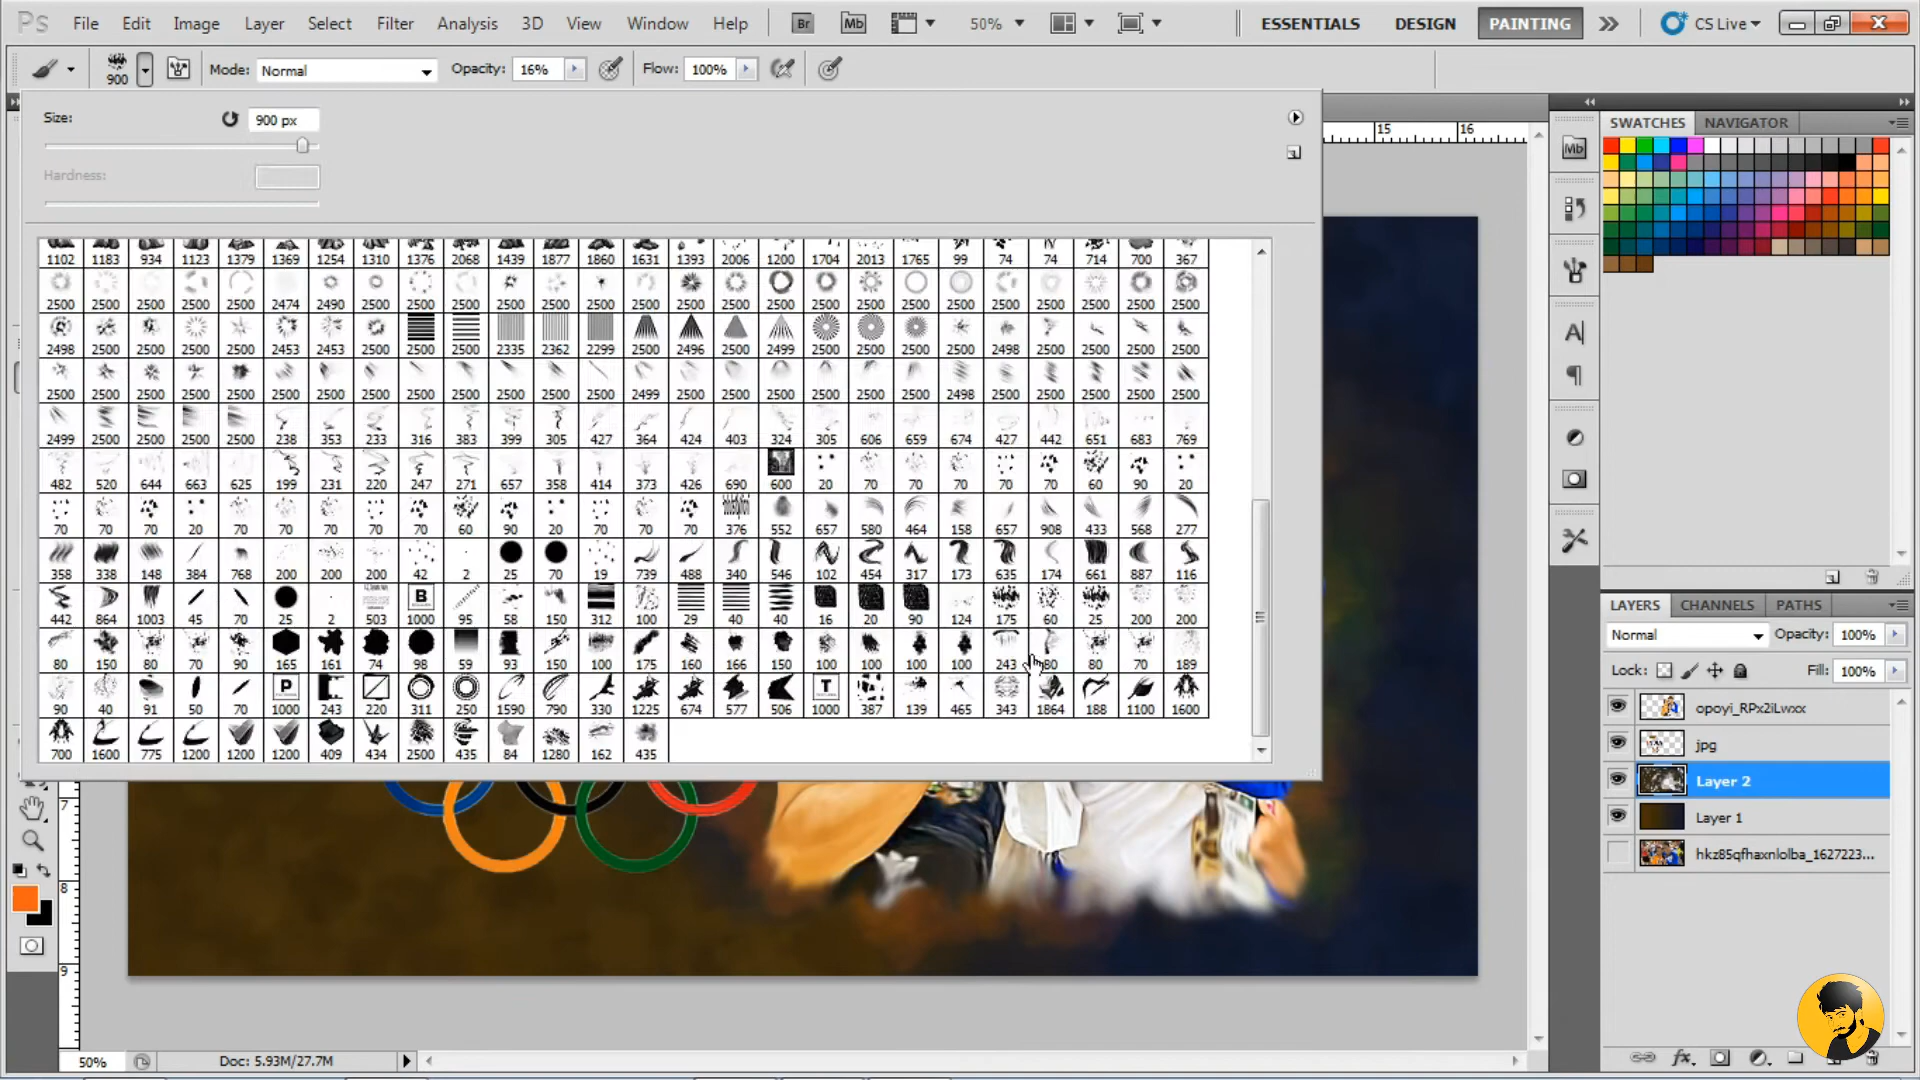 Ps File Edit Image Layer Select Filter Analysis 3D View Window Help Br Mb 50% ESSENTIALS DESIGN PAINTING CS Live
900 Mode: Normal Opacity: 16% Flow: 100%
Size: 900 px
Hardness:
15 16
1102 1183 934 1123 1379 1369 1254 1310 1376 2068 1439 1877 1860 1631 1393 2006 1200 1704 2013 1765 99 74 74 714 700 367
2500 2500 2500 2500 2500 2474 2490 2500 2500 2500 2500 2500 2500 2500 2500 2500 2500 2500 2500 2500 2500 2500 2500 2500 2500 2500
2498 2500 2500 2500 2500 2453 2453 2500 2500 2500 2335 2362 2299 2500 2496 2500 2499 2500 2500 2500 2500 2498 2500 2500 2500 2500
2500 2500 2500 2500 2500 2500 2500 2500 2500 2500 2500 2500 2500 2499 2500 2500 2500 2500 2500 2500 2498 2500 2500 2500 2500 2500
2499 2500 2500 2500 2500 238 353 233 316 383 399 305 427 364 424 403 324 305 606 659 674 427 442 651 683 769
482 520 644 663 625 199 231 220 247 271 657 358 414 373 426 690 600 20 70 70 70 70 70 60 90 20
70 70 70 20 70 70 70 70 70 60 90 20 70 70 70 376 552 657 580 464 158 657 908 433 568 277
358 338 148 384 768 200 200 200 42 2 25 70 19 739 488 340 546 102 454 317 173 635 174 661 887 116
442 864 1003 45 70 25 2 503 B 1000 95 58 150 312 100 29 40 40 16 20 90 124 175 60 25 200 200
80 150 80 70 90 165 161 74 98 59 93 150 100 175 160 166 150 100 100 100 100 243 80 80 70 189
90 40 91 50 70 P 1000 243 220 311 250 1590 790 330 1225 674 577 506 T 1000 387 139 465 343 1864 188 1100 1600
700 1600 775 1200 1200 1200 409 434 2500 435 84 1280 162 435
7
8
9
SWATCHES NAVIGATOR
Mb
A
LAYERS CHANNELS PATHS
Normal Opacity: 100%
Lock: Fill: 100%
opoyi_RPx2iLwxx
jpg
Layer 2
Layer 1
hkz85qfhaxnlolba_1627223...
50% Doc: 5.93M/27.7M
fx